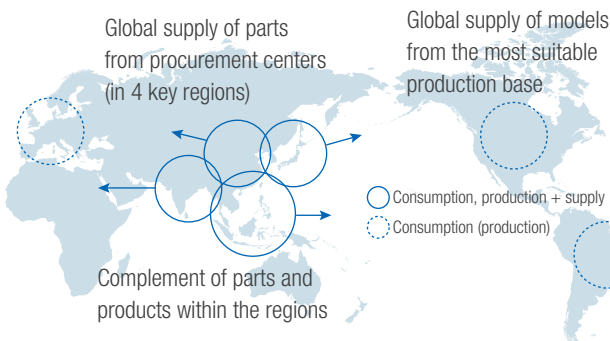 Global supply of parts
from procurement centers
(in 4 key regions)
Global supply of models
from the most suitable
production base
Consumption, production + supply
Consumption (production)
Complement of parts and
products within the regions